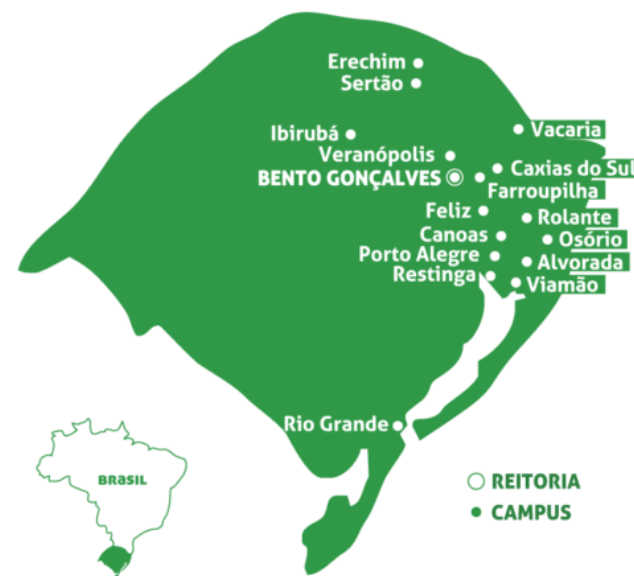 Erechim
Sertão
Vacaria
Ibirubá
Veranópolis
Caxias do Sul
BENTO GONÇALVES
Farroupilha
Feliz
Rolante
Canoas
Osório
Porto Alegre
Alvorada
Restinga
Viamão
Rio Grande
BRASIL
REITORIA
CAMPUS